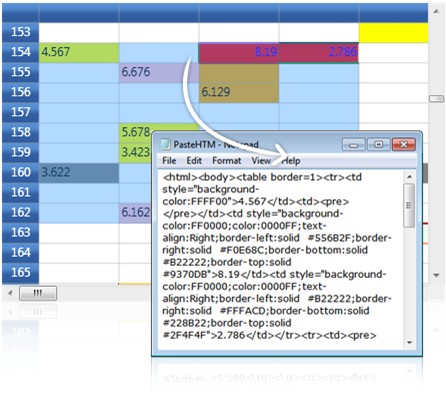 153
154 4.567 8.19 2.786
155 6.676
156 6.129
157
158 5.678
159 3.423
160 3.622
161
162 6.162
163
164
165
PasteHTM - Notepad
File Edit Format View Help
<html><body><table border=1><tr><td
style="background-
color:FFFF00">4.567</td><td><pre>
</pre></td><td style="background-
color:FF0000;color:0000FF;text-
align:Right;border-left:solid #556B2F;border-
right:solid #F0E68C;border-bottom:solid
#B22222;border-top:solid
#9370DB">8.19</td><td style="background-
color:FF0000;color:0000FF;text-
align:Right;border-left:solid #B22222;border-
right:solid #FFFACD;border-bottom:solid
#228B22;border-top:solid
#2F4F4F">2.786</td></tr><tr><td><pre>